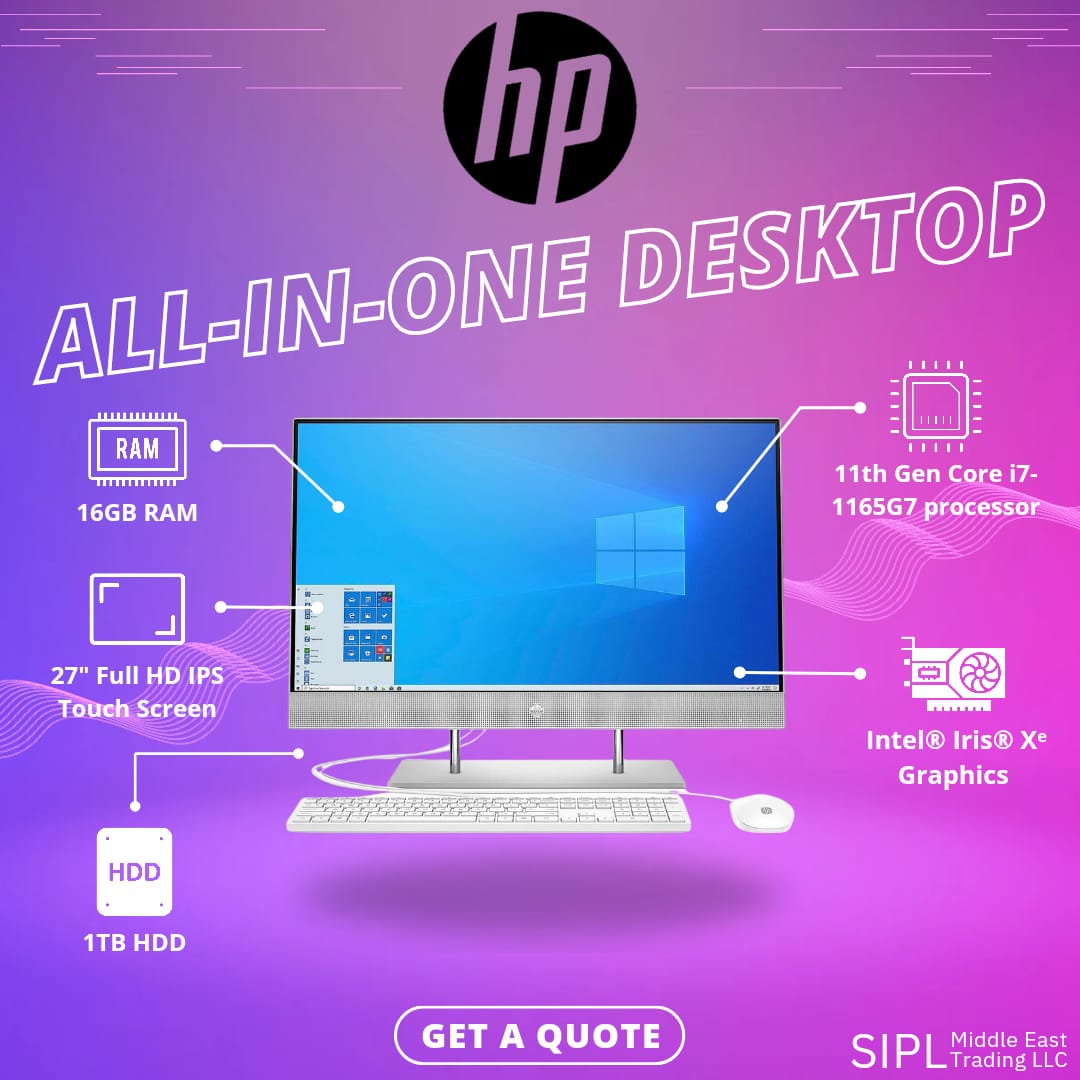 hp
ALL-IN-ONE DESKTOP
RAM
16GB RAM
11th Gen Core i7-
1165G7 processor
27" Full HD IPS
Touch Screen
Intel® Iris® Xᵉ
Graphics
HDD
1TB HDD
GET A QUOTE
SIPL Middle East
Trading LLC